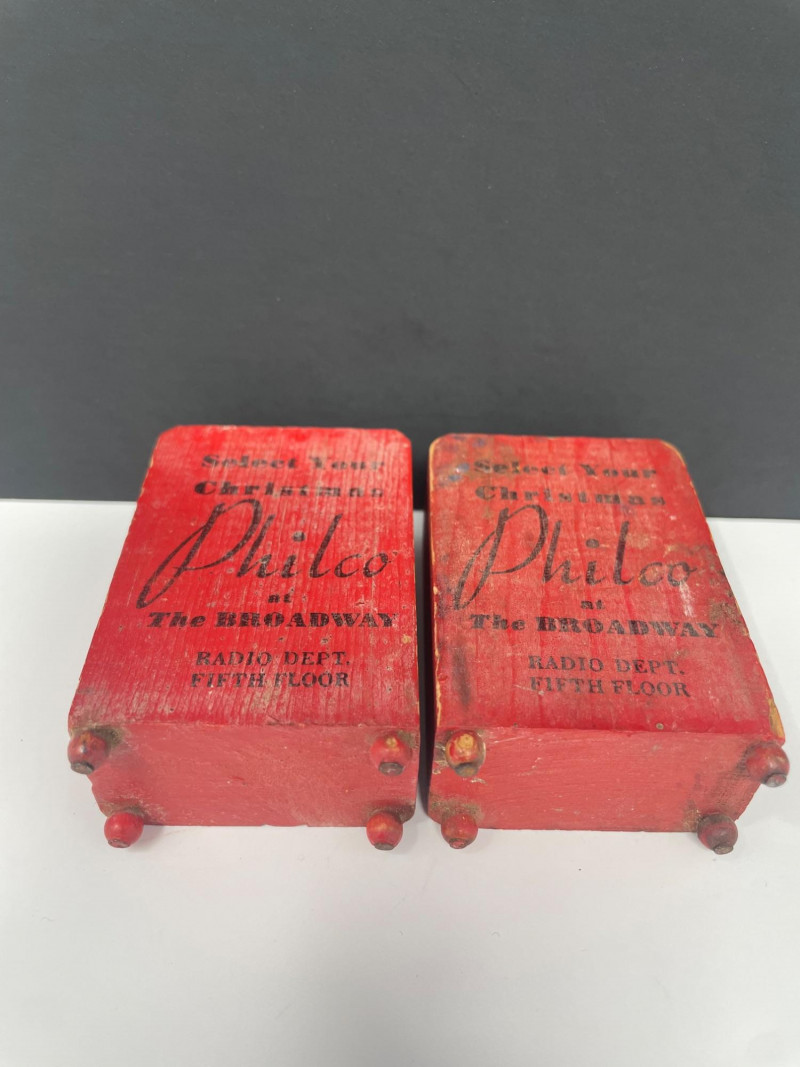 Select Your
Christmas
Philco
at
The BROADWAY
RADIO DEPT.
FIFTH FLOOR
Select Your
Christmas
Philco
at
The BROADWAY
RADIO DEPT.
FIFTH FLOOR